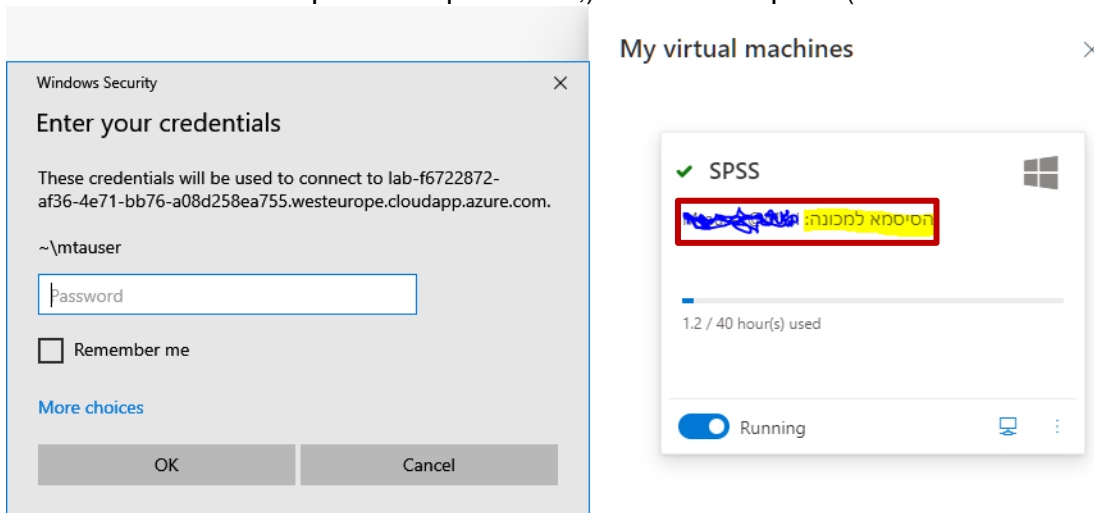 My virtual machines
Windows Security
Enter your credentials
These credentials will be used to connect to lab-f6722872-
af36-4e71-bb76-a08d258ea755.westeurope.cloudapp.azure.com.
~\mtauser
Password
Remember me
More choices
OK
Cancel
SPSS
הסיסמא למכונה:
1.2 / 40 hour(s) used
Running